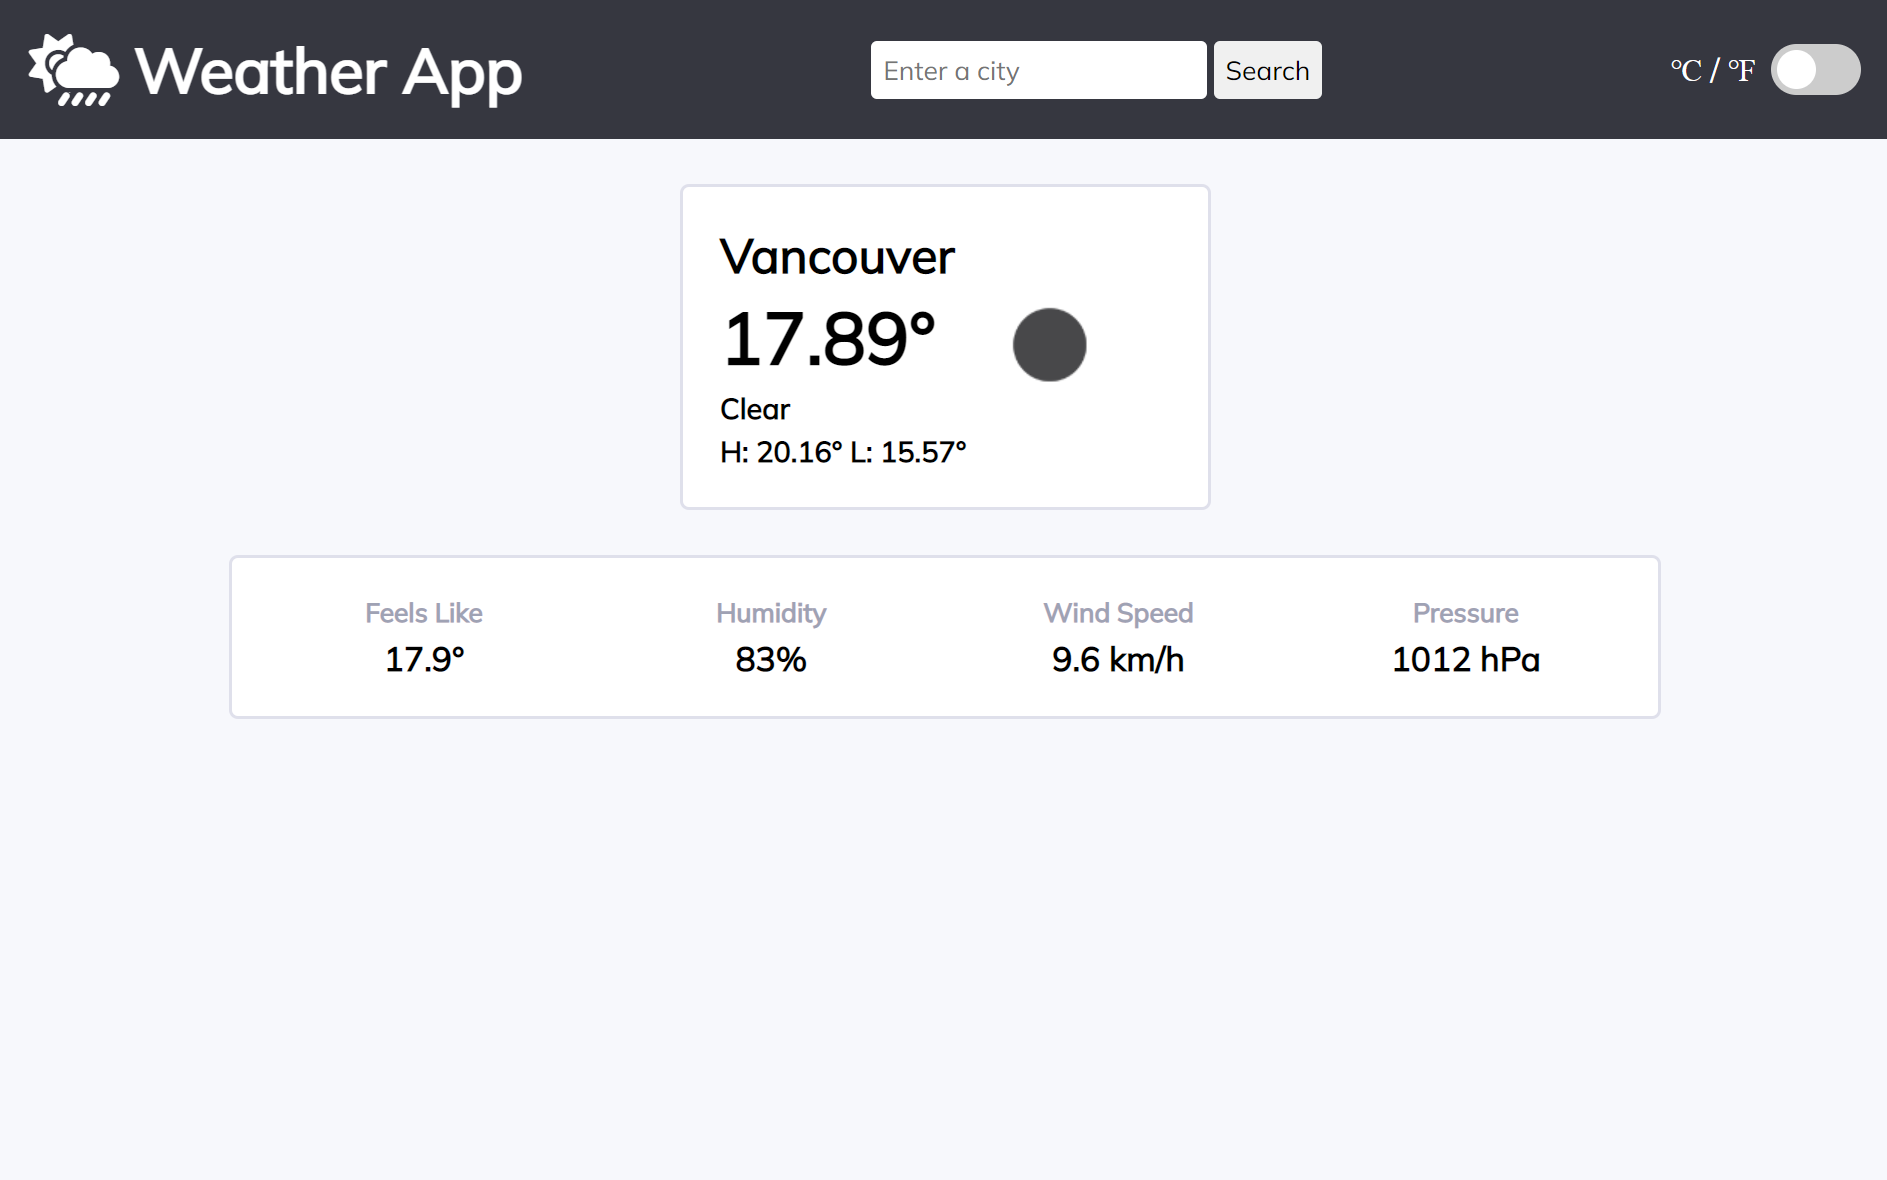 Weather App
Enter a city
Search
°C / °F
Vancouver
17.89°
Clear
H: 20.16° L: 15.57°
Feels Like
17.9°
Humidity
83%
Wind Speed
9.6 km/h
Pressure
1012 hPa